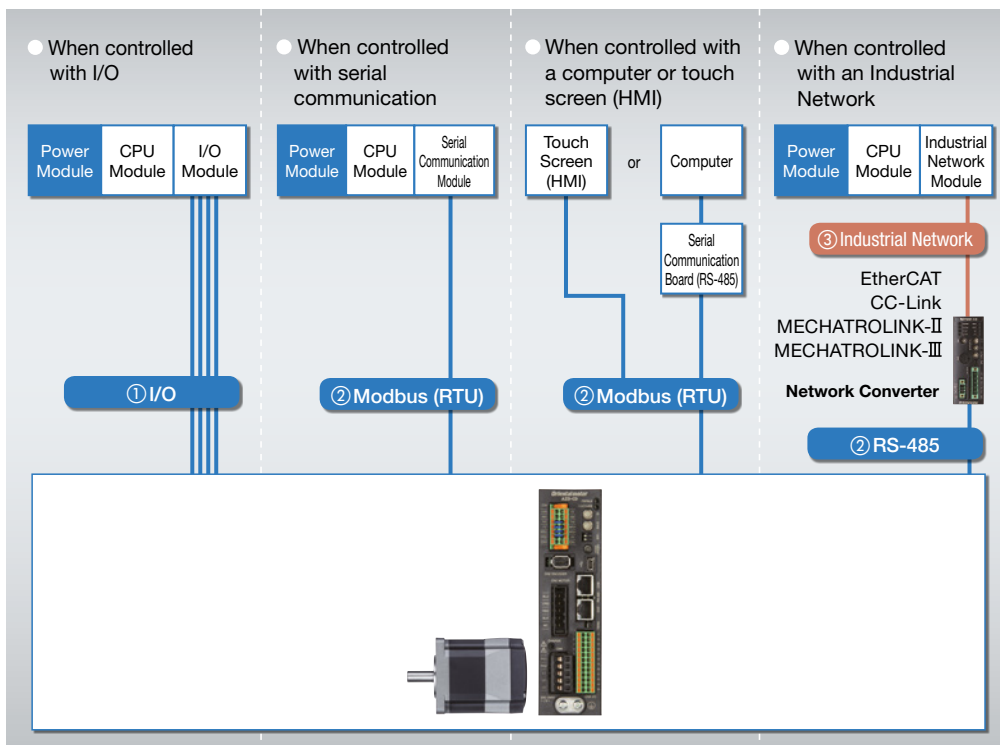 When controlled
with I/O
When controlled
with serial
communication
When controlled with
a computer or touch
screen (HMI)
When controlled
with an Industrial
Network
Power
Module
CPU
Module
I/O
Module
Power
Module
CPU
Module
Serial
Communication
Module
Touch
Screen
(HMI)
or
Computer
Power
Module
CPU
Module
Industrial
Network
Module
Serial
Communication
Board (RS-485)
③Industrial Network
EtherCAT
CC-Link
MECHATROLINK-Ⅱ
MECHATROLINK-Ⅲ
Network Converter
①I/O
②Modbus (RTU)
②Modbus (RTU)
②RS-485